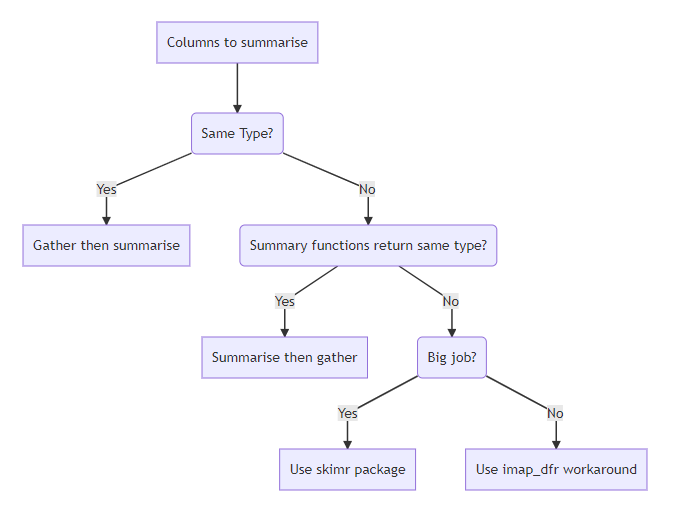 Columns to summarise
Same Type?
Yes
No
Gather then summarise
Summary functions return same type?
Yes
No
Summarise then gather
Big job?
Yes
No
Use skimr package
Use imap_dfr workaround